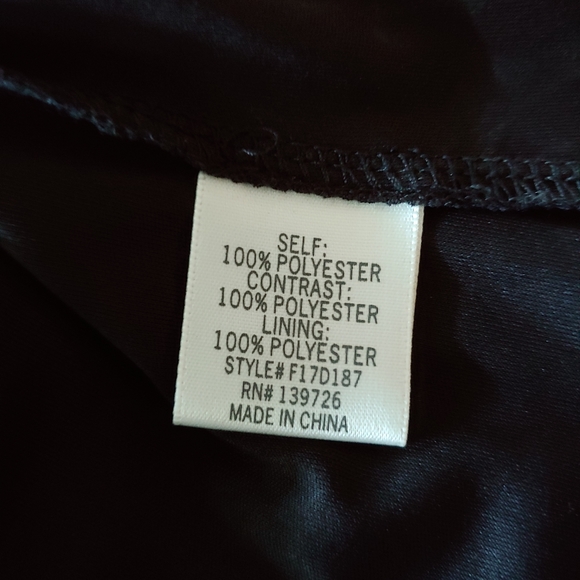 SELF:
100% POLYESTER
CONTRAST:
100% POLYESTER
LINING:
100% POLYESTER
STYLE# F17D187
RN# 139726
MADE IN CHINA